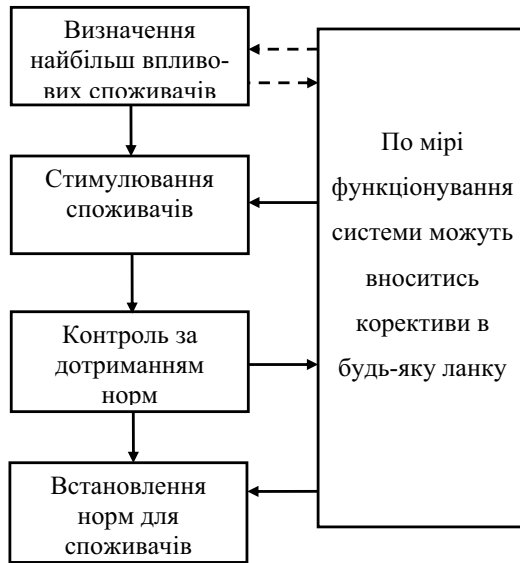 Визначення
найбільш впливо-
вих споживачів
Стимулювання
споживачів
Контроль за
дотриманням
норм
Встановлення
норм для
споживачів
По мірі
функціонування
системи можуть
вноситись
корективи в
будь-яку ланку